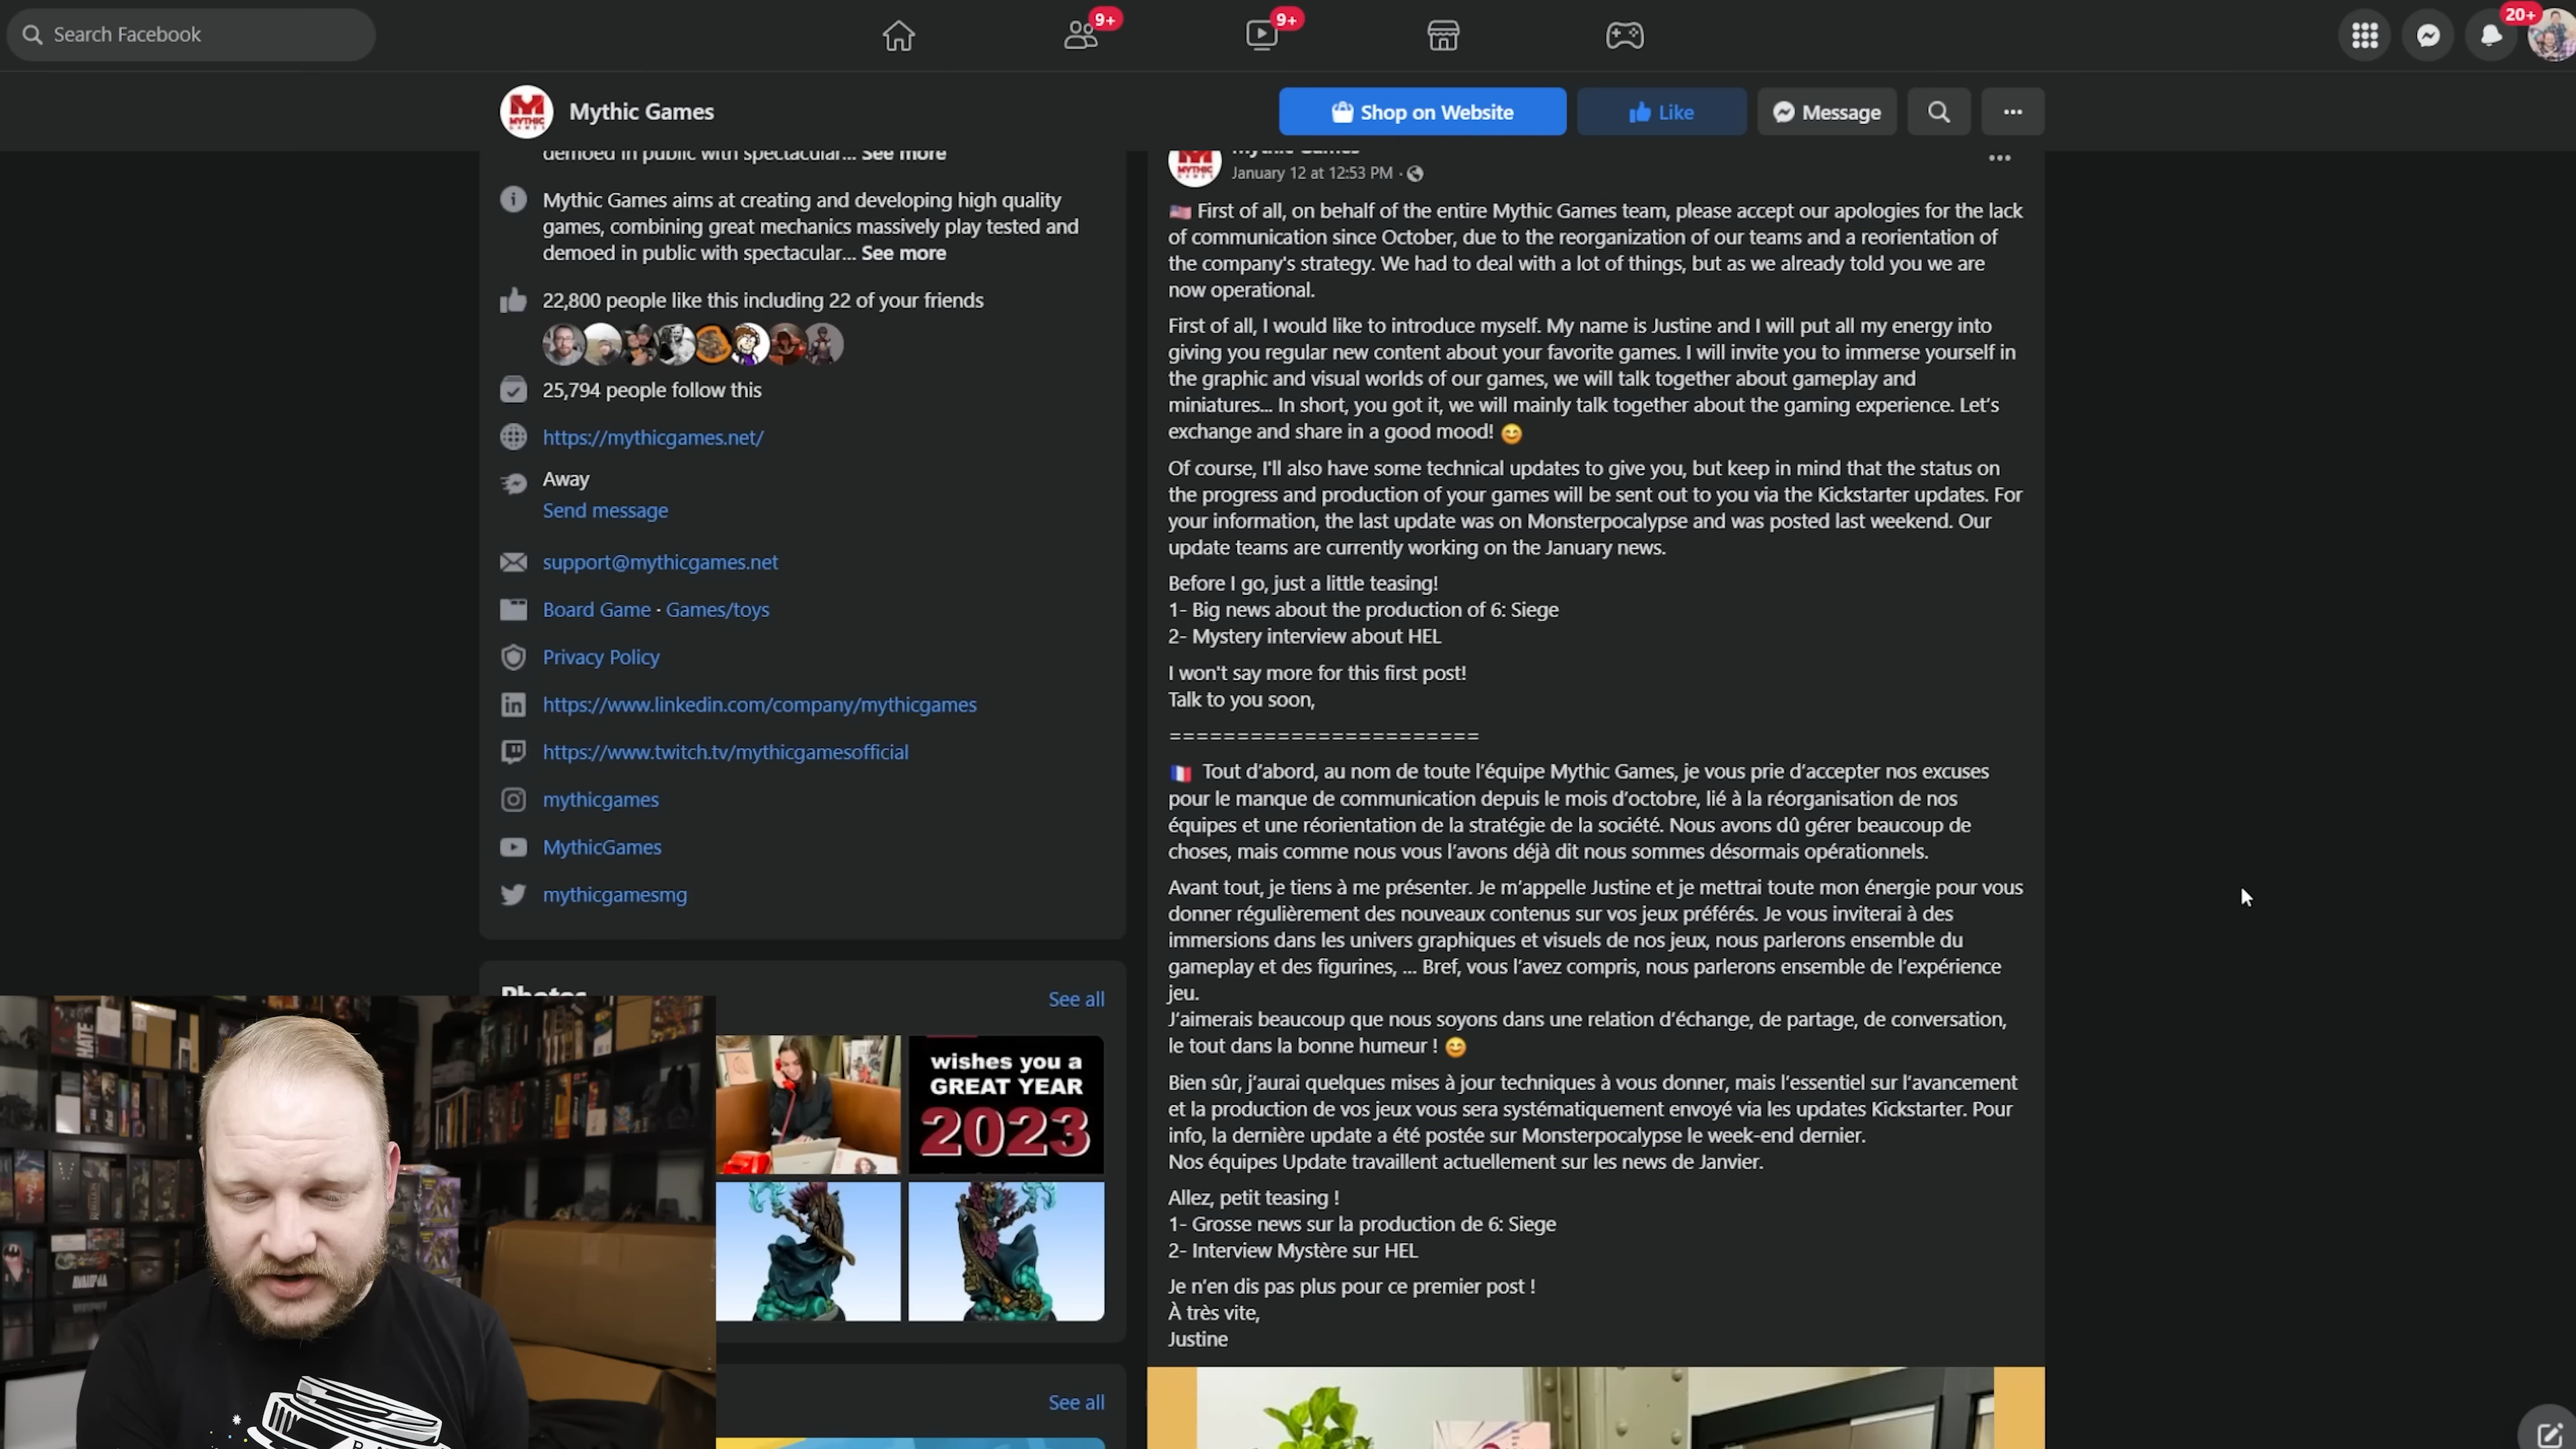 Search Facebook
9+
9+
20+
MYTHIC
GAMES
Mythic Games
Shop on Website
Like
Message
demoed in public with spectacular... See more
Mythic Games aims at creating and developing high quality
games, combining great mechanics massively play tested and
demoed in public with spectacular... See more
22,800 people like this including 22 of your friends
25,794 people follow this
https://mythicgames.net/
Away
Send message
support@mythicgames.net
Board Game · Games/toys
Privacy Policy
https://www.linkedin.com/company/mythicgames
https://www.twitch.tv/mythicgamesofficial
mythicgames
MythicGames
mythicgamesmg
Photos
See all
wishes you a
GREAT YEAR
2023
See all
HATE
AVALONIA
Mythic Games
January 12 at 12:53 PM ·
🇺🇸 First of all, on behalf of the entire Mythic Games team, please accept our apologies for the lack
of communication since October, due to the reorganization of our teams and a reorientation of
the company's strategy. We had to deal with a lot of things, but as we already told you we are
now operational.
First of all, I would like to introduce myself. My name is Justine and I will put all my energy into
giving you regular new content about your favorite games. I will invite you to immerse yourself in
the graphic and visual worlds of our games, we will talk together about gameplay and
miniatures... In short, you got it, we will mainly talk together about the gaming experience. Let's
exchange and share in a good mood! 😊
Of course, I'll also have some technical updates to give you, but keep in mind that the status on
the progress and production of your games will be sent out to you via the Kickstarter updates. For
your information, the last update was on Monsterpocalypse and was posted last weekend. Our
update teams are currently working on the January news.
Before I go, just a little teasing!
1- Big news about the production of 6: Siege
2- Mystery interview about HEL
I won't say more for this first post!
Talk to you soon,
=======================
🇫🇷 Tout d'abord, au nom de toute l'équipe Mythic Games, je vous prie d'accepter nos excuses
pour le manque de communication depuis le mois d'octobre, lié à la réorganisation de nos
équipes et une réorientation de la stratégie de la société. Nous avons dû gérer beaucoup de
choses, mais comme nous vous l'avons déjà dit nous sommes désormais opérationnels.
Avant tout, je tiens à me présenter. Je m'appelle Justine et je mettrai toute mon énergie pour vous
donner régulièrement des nouveaux contenus sur vos jeux préférés. Je vous inviterai à des
immersions dans les univers graphiques et visuels de nos jeux, nous parlerons ensemble du
gameplay et des figurines, ... Bref, vous l'avez compris, nous parlerons ensemble de l'expérience
jeu.
J'aimerais beaucoup que nous soyons dans une relation d'échange, de partage, de conversation,
le tout dans la bonne humeur ! 😊
Bien sûr, j'aurai quelques mises à jour techniques à vous donner, mais l'essentiel sur l'avancement
et la production de vos jeux vous sera systématiquement envoyé via les updates Kickstarter. Pour
info, la dernière update a été postée sur Monsterpocalypse le week-end dernier.
Nos équipes Update travaillent actuellement sur les news de Janvier.
Allez, petit teasing !
1- Grosse news sur la production de 6: Siege
2- Interview Mystère sur HEL
Je n'en dis pas plus pour ce premier post !
À très vite,
Justine